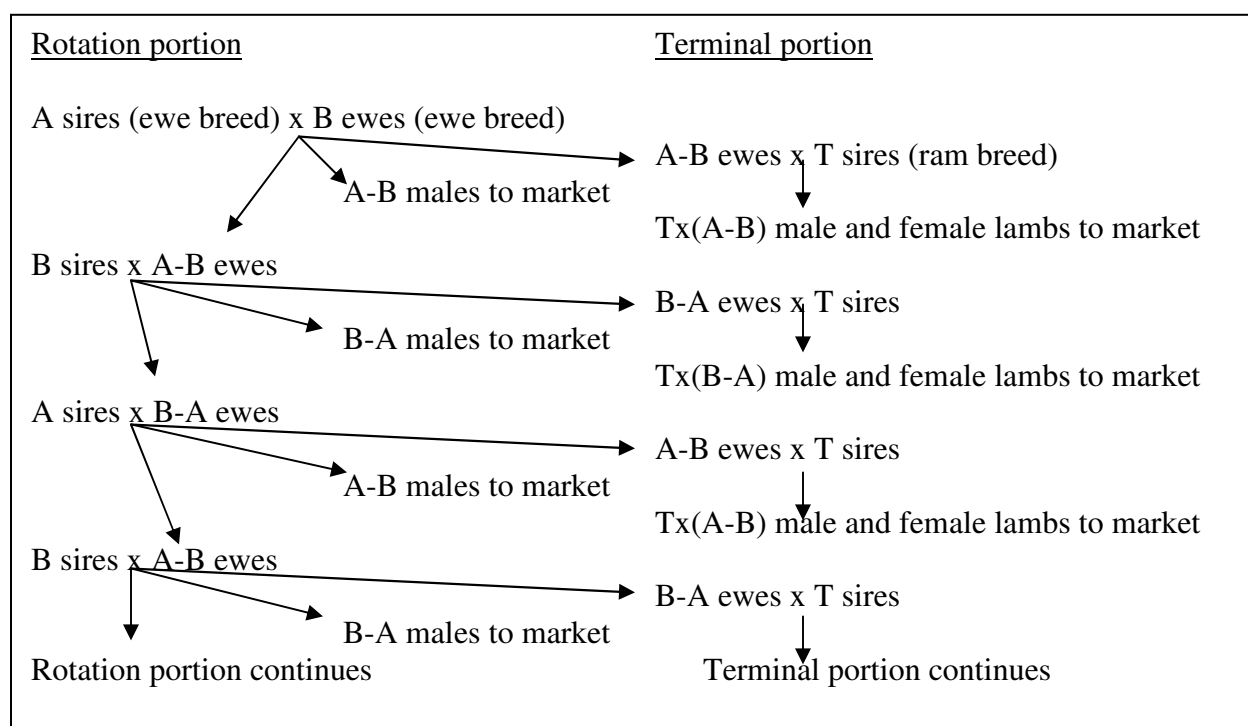 Rotation portion
Terminal portion
A sires (ewe breed) x B ewes (ewe breed)
A-B ewes x T sires (ram breed)
A-B males to market
Tx(A-B) male and female lambs to market
B sires x A-B ewes
B-A ewes x T sires
B-A males to market
Tx(B-A) male and female lambs to market
A sires x B-A ewes
A-B ewes x T sires
A-B males to market
Tx(A-B) male and female lambs to market
B sires x A-B ewes
B-A ewes x T sires
B-A males to market
Rotation portion continues
Terminal portion continues